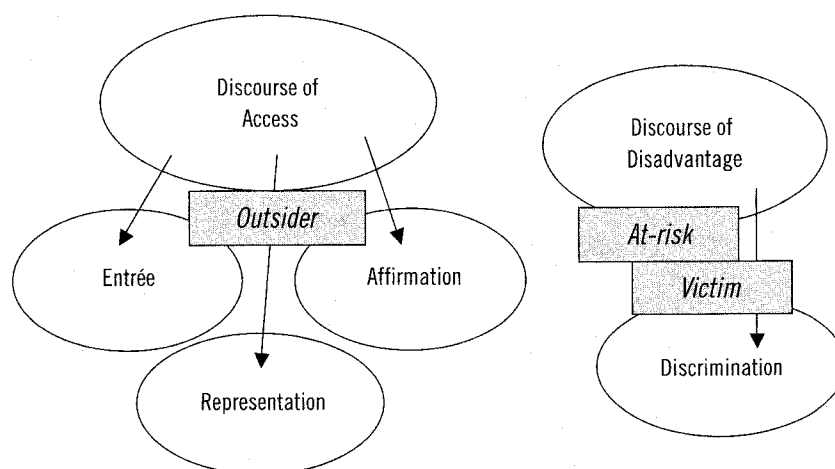 Discourse of
Access
Outsider
Entrée
Affirmation
Representation
Discourse of
Disadvantage
At-risk
Victim
Discrimination